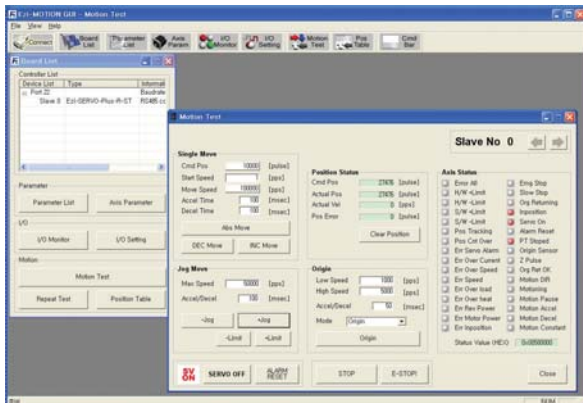 Ezi-MOTION GUI - Motion Test
File View Help
Connect
Board List
Parameter List
Axis Param
I/O Monitor
I/O Setting
Motion Test
Pos Table
Cmd Bar
Board List
Controller List
Device List Type Informati
Port 22 Baudrate
Slave 0 Ezi-SERVO-Plus-R-ST RS485 cc
Parameter
Parameter List Axis Parameter
I/O
I/O Monitor I/O Setting
Motion
Motion Test
Repeat Test Position Table
Motion Test
Slave No 0
Single Move
Cmd Pos 10000 [pulse]
Start Speed 1 [pps]
Move Speed 100000 [pps]
Accel Time 100 [msec]
Decel Time 100 [msec]
Abs Move
DEC Move INC Move
Jog Move
Max Speed 50000 [pps]
Accel/Decel 100 [msec]
-Jog +Jog
-Limit +Limit
Position Status
Cmd Pos 27476 [pulse]
Actual Pos 27476 [pulse]
Actual Vel 0 [pps]
Pos Error 0 [pulse]
Clear Position
Origin
Low Speed 1000 [pps]
High Speed 5000 [pps]
Accel/Decel 50 [msec]
Mode Origin
Origin
Axis Status
Error All Emg Stop
H/W +Limit Slow Stop
H/W -Limit Org Returning
S/W +Limit Inposition
S/W -Limit Servo On
Pos Tracking Alarm Reset
Pos Cnt Over PT Stoped
Err Servo Alarm Origin Sensor
Err Over Current Z Pulse
Err Over Speed Org Ret OK
Err Speed Motion DIR
Err Over load Motioning
Err Over heat Motion Pause
Err Rev Power Motion Accel
Err Motor Power Motion Decel
Err Inposition Motion Constant
Status Value (HEX)
SV ON SERVO OFF ALARM RESET STOP E-STOP! Close
NUM